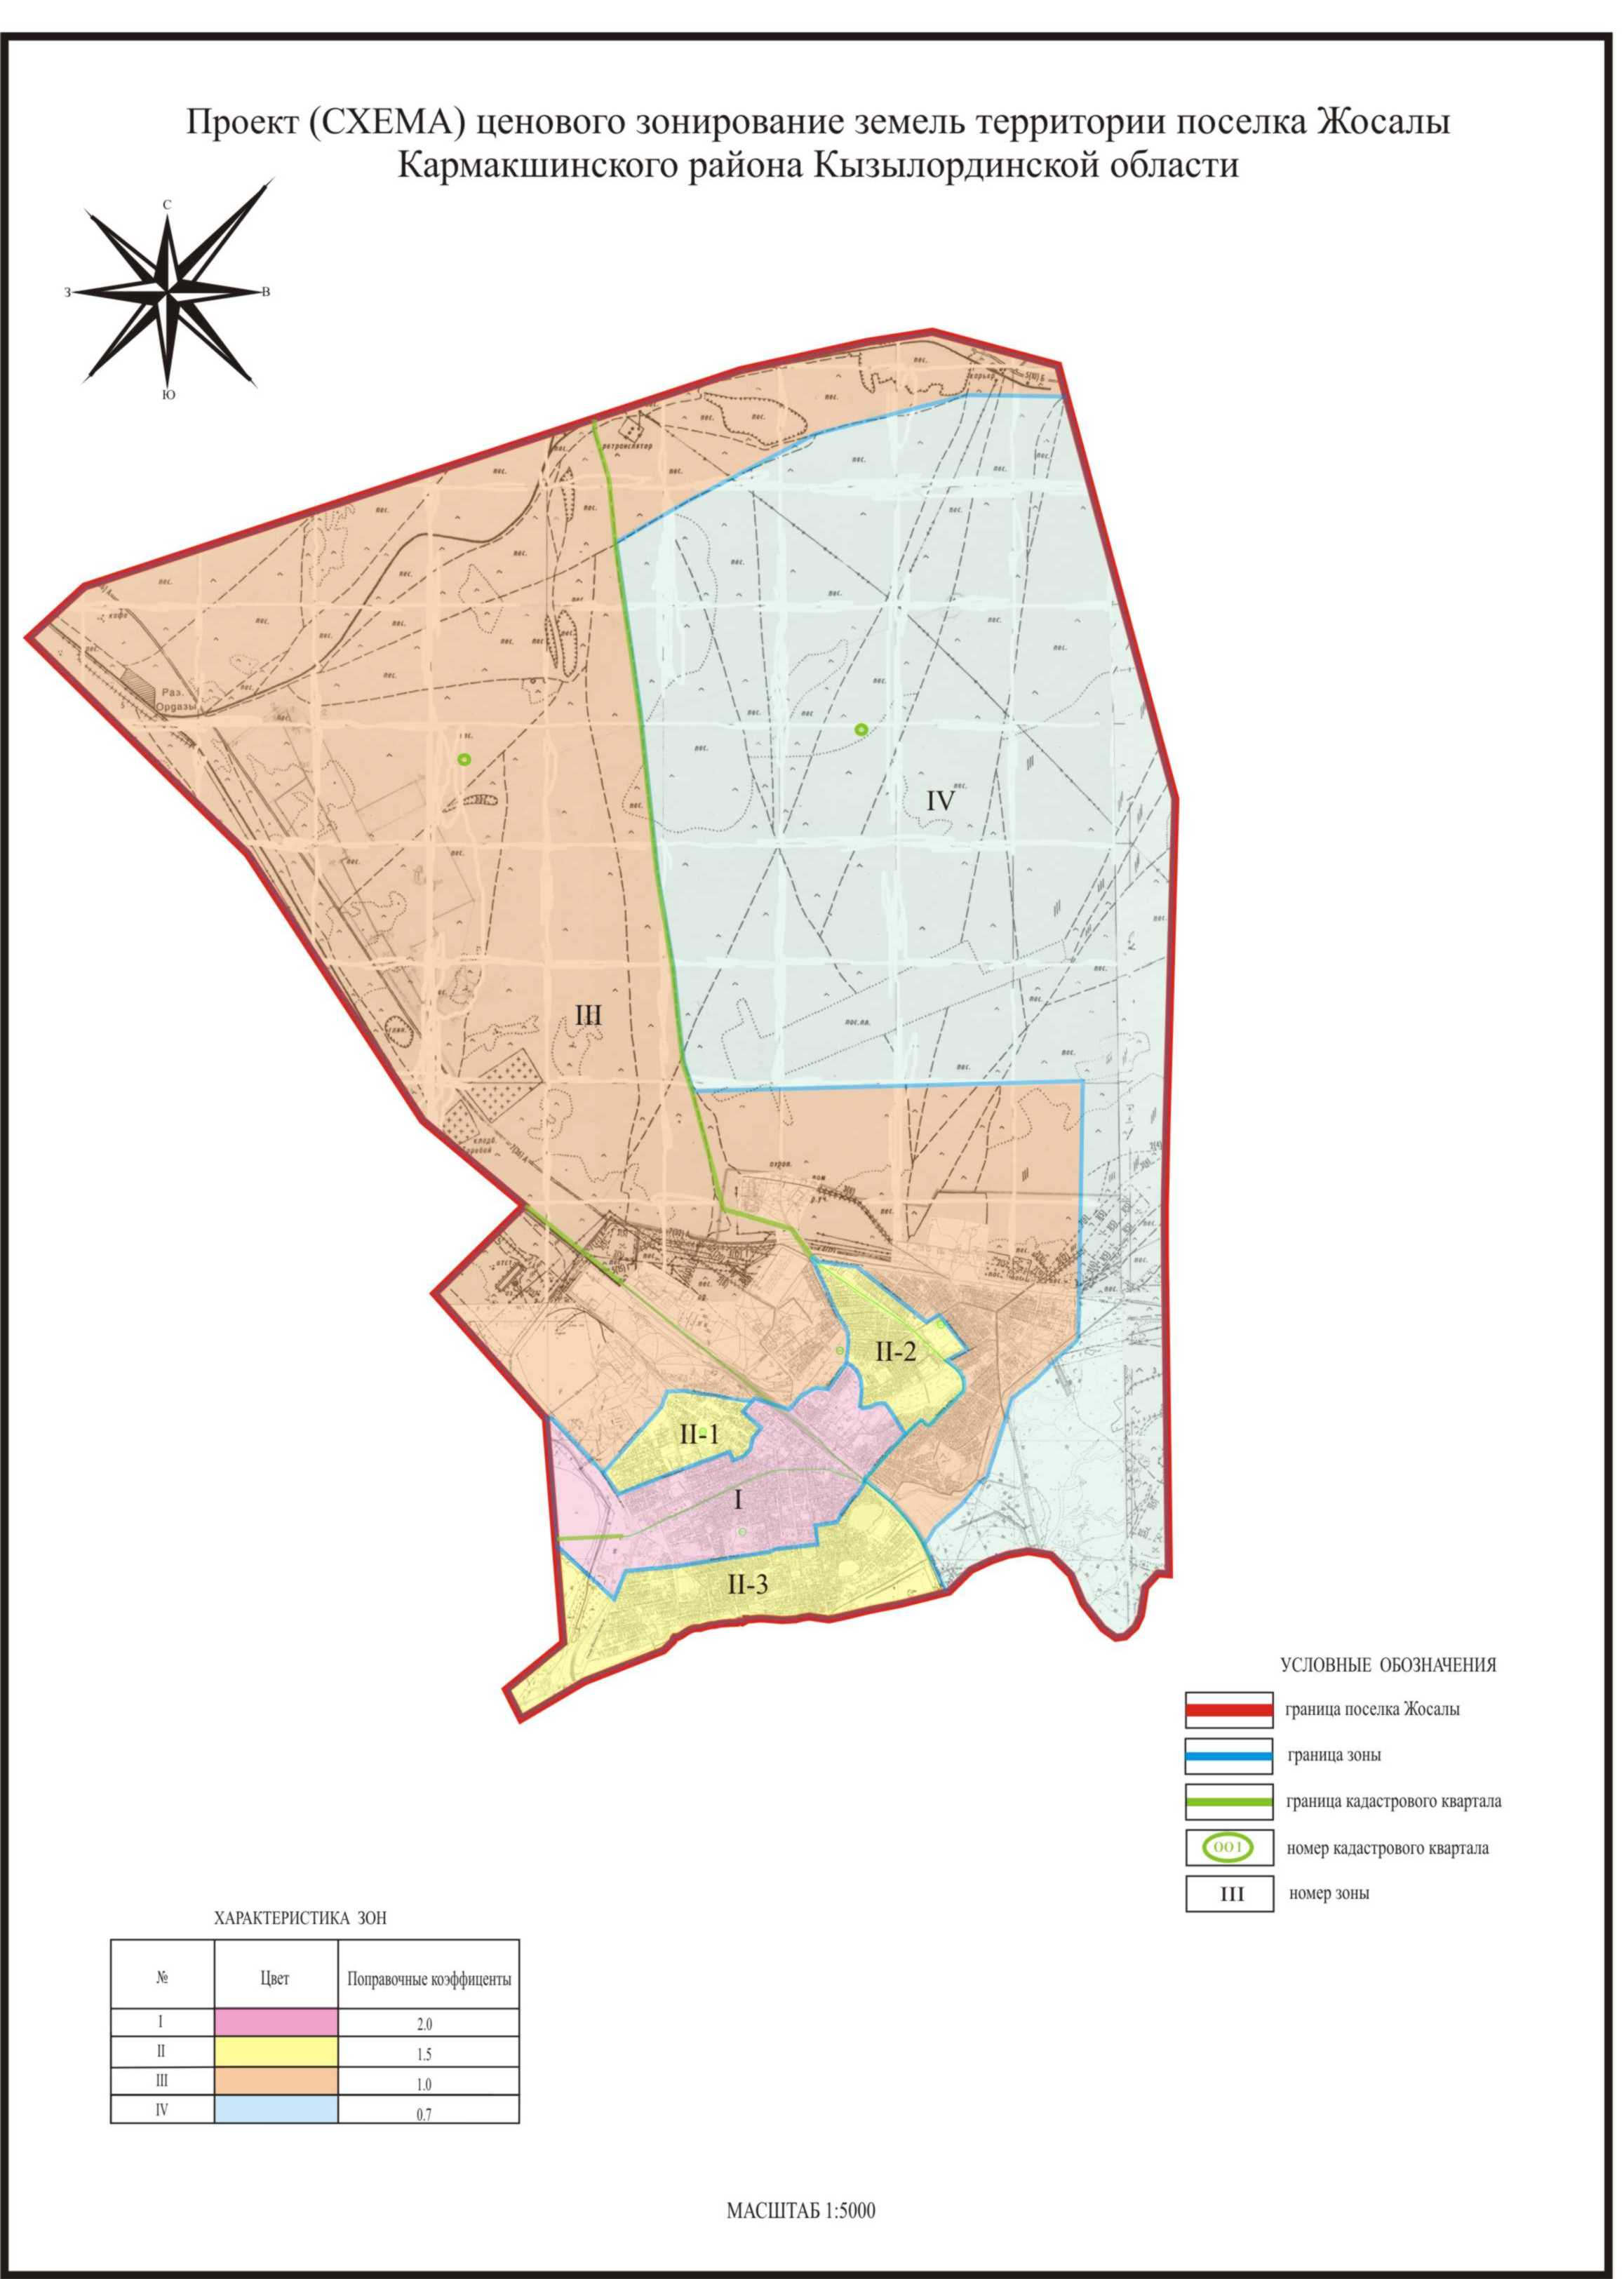 Проект (СХЕМА) ценового зонирование земель территории поселка Жосалы
Кармакшинского района Кызылординской области
С
З
В
Ю
ретранслятор
Раз.
Ордазы
IV
III
II-2
II-1
I
II-3
УСЛОВНЫЕ ОБОЗНАЧЕНИЯ
граница поселка Жосалы
граница зоны
граница кадастрового квартала
001 номер кадастрового квартала
III номер зоны
ХАРАКТЕРИСТИКА ЗОН
№ Цвет Поправочные коэффиценты
I 2.0
II 1.5
III 1.0
IV 0.7
МАСШТАБ 1:5000